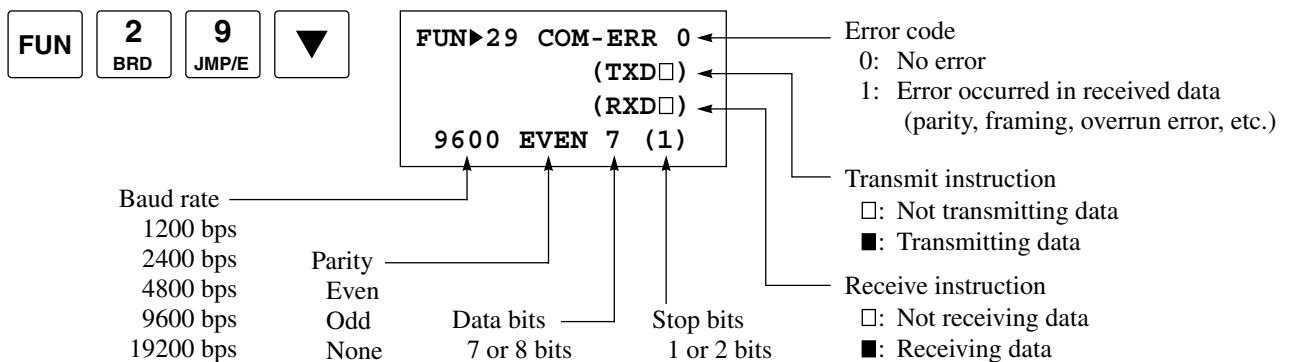 FUN
2
BRD
9
JMP/E
▼
FUN▶29 COM-ERR 0
(TXD□)
(RXD□)
9600 EVEN 7 (1)
Error code
0: No error
1: Error occurred in received data
(parity, framing, overrun error, etc.)
Transmit instruction
□: Not transmitting data
■: Transmitting data
Receive instruction
□: Not receiving data
■: Receiving data
Baud rate
1200 bps
2400 bps
4800 bps
9600 bps
19200 bps
Parity
Even
Odd
None
Data bits
7 or 8 bits
Stop bits
1 or 2 bits